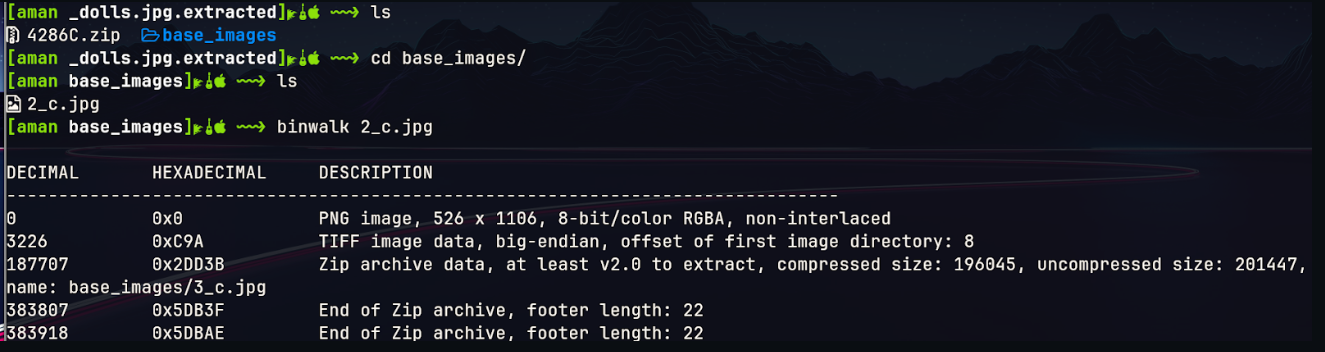 [aman _dolls.jpg.extracted] ls
4286C.zip base_images
[aman _dolls.jpg.extracted] cd base_images/
[aman base_images] ls
2_c.jpg
[aman base_images] binwalk 2_c.jpg
DECIMAL HEXADECIMAL DESCRIPTION
--------------------------------------------------------------------------------
0 0x0 PNG image, 526 x 1106, 8-bit/color RGBA, non-interlaced
3226 0xC9A TIFF image data, big-endian, offset of first image directory: 8
187707 0x2DD3B Zip archive data, at least v2.0 to extract, compressed size: 196045, uncompressed size: 201447,
name: base_images/3_c.jpg
383807 0x5DB3F End of Zip archive, footer length: 22
383918 0x5DBAE End of Zip archive, footer length: 22